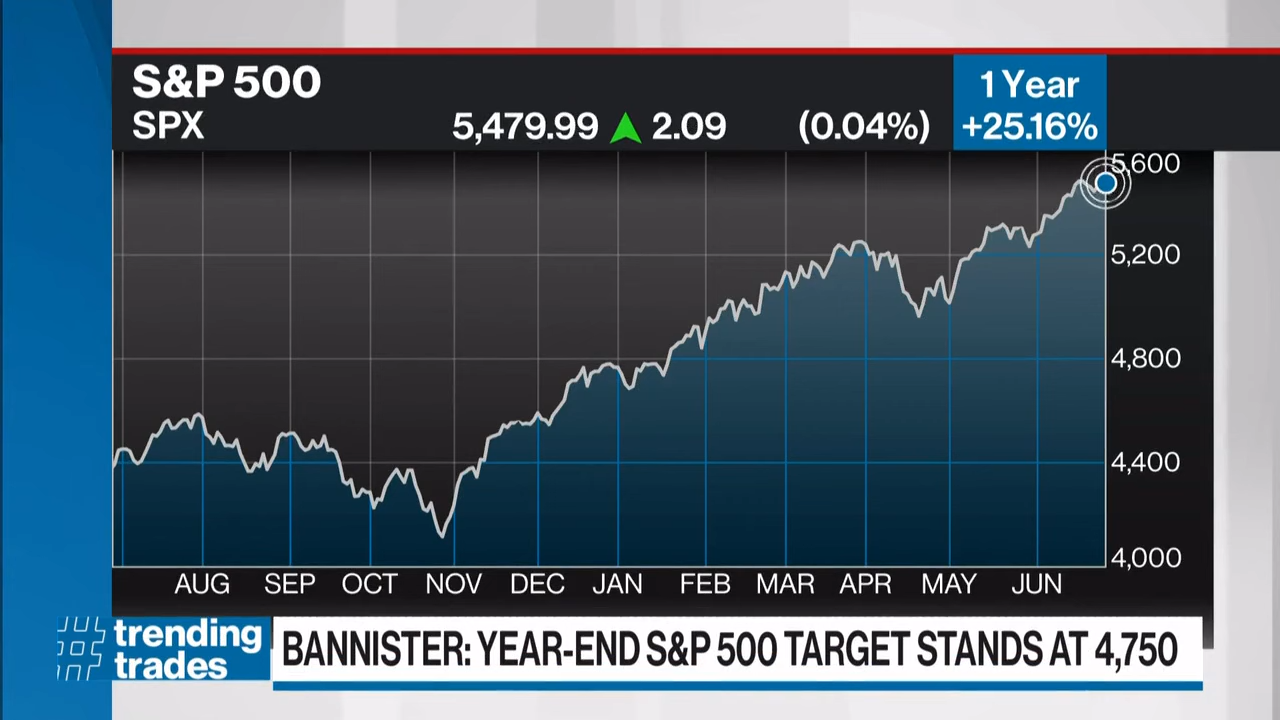 S&P 500
SPX
5,479.99 ▲ 2.09 (0.04%)
1 Year
+25.16%
5,600
5,200
4,800
4,400
4,000
AUG SEP OCT NOV DEC JAN FEB MAR APR MAY JUN
trending
trades
BANNISTER: YEAR-END S&P 500 TARGET STANDS AT 4,750